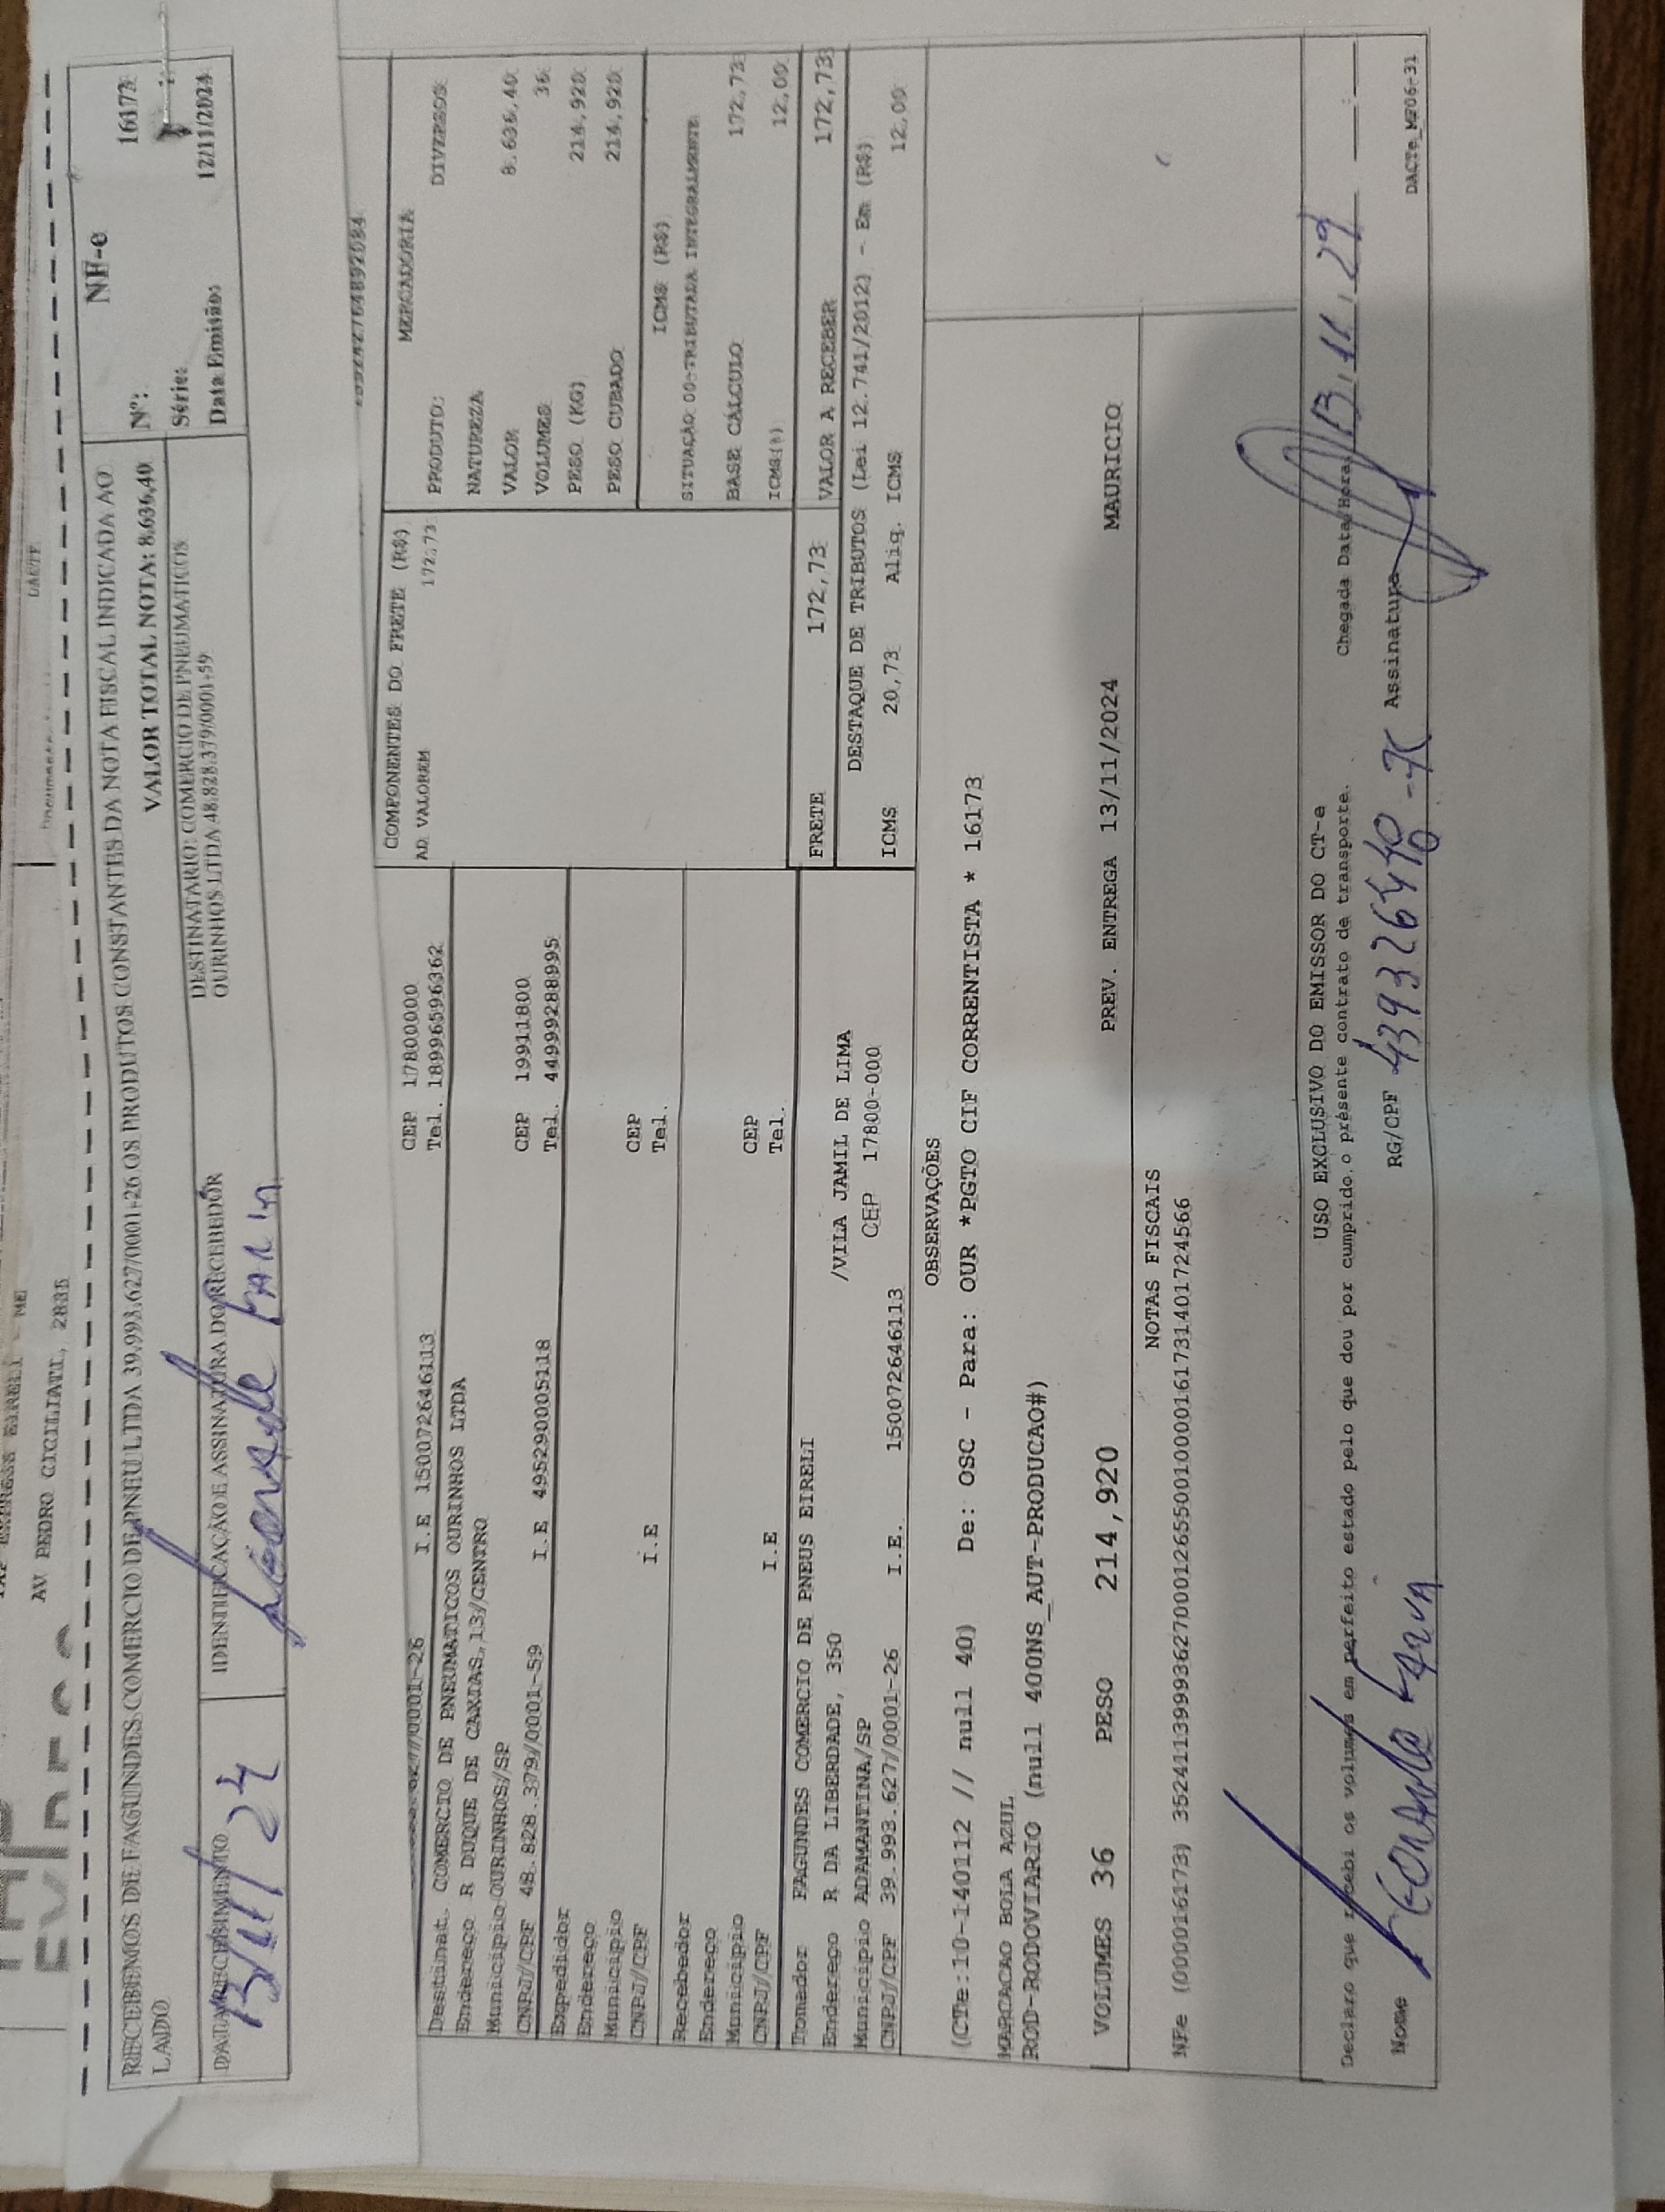 DACTE
AV PEDRO CICILIATI, 2835
RECEBEMOS DE FAGUNDES COMERCIO DE PNEU LTDA 39.993.627/0001-26 OS PRODUTOS CONSTANTES DA NOTA FISCAL INDICADA AO
LADO
VALOR TOTAL NOTA: 8.636,40
NF-e
Nº: 16173
Série: 1
Data Emissão: 12/11/2024
DATA RECEBIMENTO
13/11/24
IDENTIFICAÇÃO E ASSINATURA DO RECEBEDOR
DESTINATARIO: COMERCIO DE PNEUMATICOS
OURINHOS LTDA 48.828.379/0001-59
I.E 150072646113
CEP 17800000
Tel. 18996596362
Destinat. COMERCIO DE PNEUMATICOS OURINHOS LTDA
Endereço R DUQUE DE CAXIAS, 13/CENTRO
Municipio OURINHOS/SP
CEP 19911800
CNPJ/CPF 48.828.379/0001-59 I.E 495290005118 Tel. 4499928 8995
Expedidor
Endereço
Municipio CEP
CNPJ/CPF I.E Tel.
Recebedor
Endereço
Municipio CEP
CNPJ/CPF I.E Tel.
Tomador FAGUNDES COMERCIO DE PNEUS EIRELI
Endereço R DA LIBERDADE, 350 /VILA JAMIL DE LIMA
Municipio ADAMANTINA/SP CEP 17800-000
CNPJ/CPF 39.993.627/0001-26 I.E. 150072646113
COMPONENTES DO FRETE (R$)
AD VALOREM 172,73
MERCADORIA
PRODUTO: DIVERSOS
NATUREZA
VALOR 8.636,40
VOLUMES 36
PESO (KG) 214,920
PESO CUBADO 214,920
ICMS (R$)
SITUAÇÃO 00-TRIBUTADA INTEGRALMENTE
BASE CÁLCULO 172,73
ICMS(%) 12,00
FRETE 172,73 VALOR A RECEBER 172,73
DESTAQUE DE TRIBUTOS (Lei 12.741/2012) - Em (R$)
ICMS 20,73 Aliq. ICMS 12,00
OBSERVAÇÕES
(CTe:10-140112 // null 40) De: OSC - Para: OUR *PGTO CIF CORRENTISTA * 16173
MARCACAO BOIA AZUL
ROD-RODOVIARIO (null 400NS_AUT-PRODUCAO#)
VOLUMES 36 PESO 214,920 PREV. ENTREGA 13/11/2024 MAURICIO
NOTAS FISCAIS
NFe (000016173) 35241139993627000126550010000161731401724566
USO EXCLUSIVO DO EMISSOR DO CT-e
Declaro que recebi os volumes em perfeito estado pelo que dou por cumprido o présente contrato de transporte.
Chegada Data/Hora 13/11/24 :
Nome
RG/CPF
Assinatura
DACTe_MP06-31